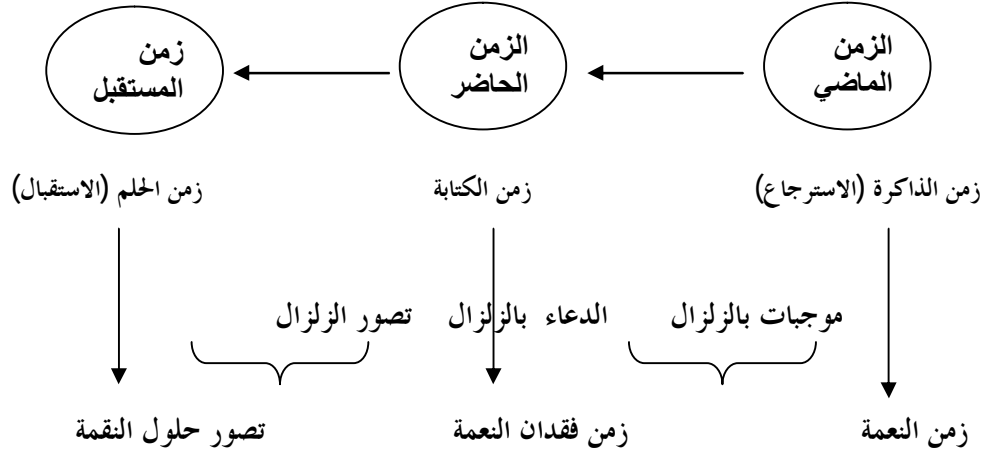 الزمن
الماضي
الزمن
الحاضر
زمن
المستقبل
زمن الذاكرة (الاسترجاع)
زمن الكتابة
زمن الحلم (الاستقبال)
موجبات بالزلزال
الدعاء بالزلزال
تصور الزلزال
زمن النعمة
زمن فقدان النعمة
تصور حلول النقمة